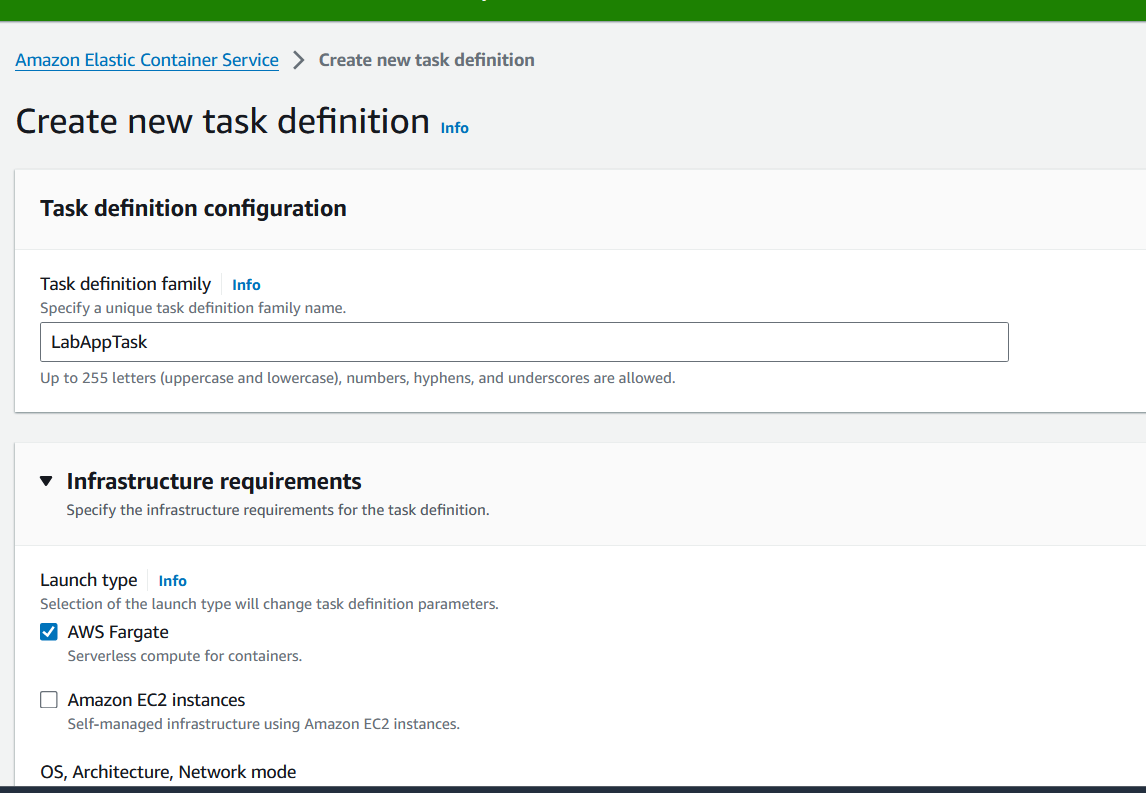 Amazon Elastic Container Service > Create new task definition
Create new task definition Info
Task definition configuration
Task definition family Info
Specify a unique task definition family name.
LabAppTask
Up to 255 letters (uppercase and lowercase), numbers, hyphens, and underscores are allowed.
Infrastructure requirements
Specify the infrastructure requirements for the task definition.
Launch type Info
Selection of the launch type will change task definition parameters.
AWS Fargate
Serverless compute for containers.
Amazon EC2 instances
Self-managed infrastructure using Amazon EC2 instances.
OS, Architecture, Network mode